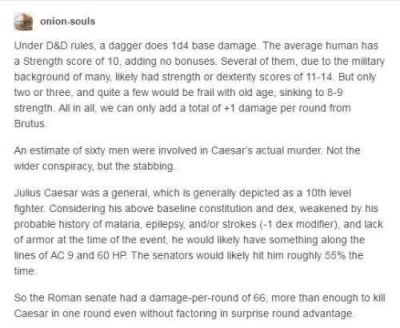 onion-souls
Under D&D rules, a dagger does 1d4 base damage. The average human has
a Strength score of 10, adding no bonuses. Several of them, due to the military
background of many, likely had strength or dexterity scores of 11-14. But only
two or three, and quite a few would be frail with old age, sinking to 8-9
strength. All in all, we can only add a total of +1 damage per round from
Brutus.
An estimate of sixty men were involved in Caesar's actual murder. Not the
wider conspiracy, but the stabbing.
Julius Caesar was a general, which is generally depicted as a 10th level
fighter. Considering his above baseline constitution and dex, weakened by his
probable history of malaria, epilepsy, and/or strokes (-1 dex modifier), and lack
of armor at the time of the event, he would likely have something along the
lines of AC 9 and 60 HP. The senators would likely hit him roughly 55% the
time.
So the Roman senate had a damage-per-round of 66, more than enough to kill
Caesar in one round even without factoring in surprise round advantage.